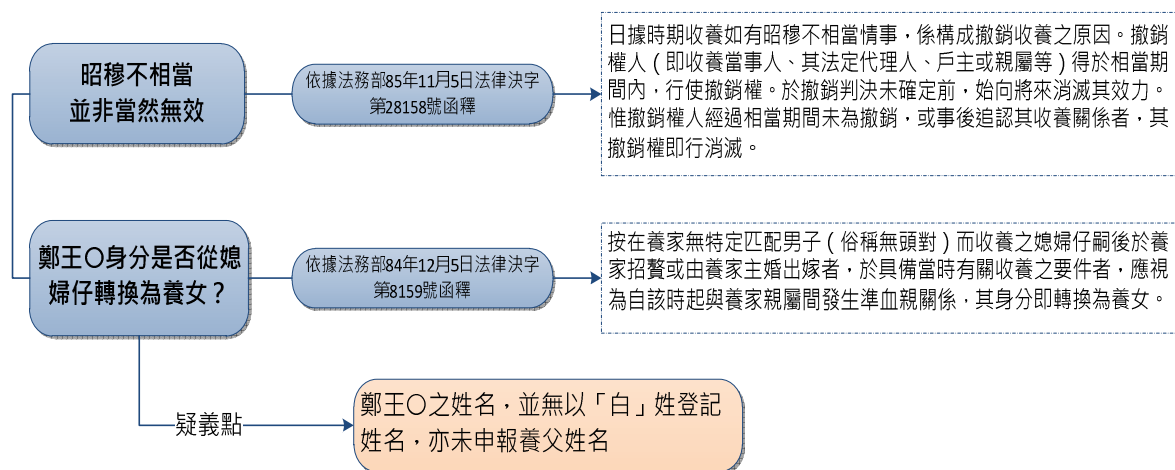 昭穆不相當
並非當然無效
依據法務部85年11月5日法律決字
第28158號函釋
日據時期收養如有昭穆不相當情事，係構成撤銷收養之原因。撤銷
權人（即收養當事人、其法定代理人、戶主或親屬等）得於相當期
間內，行使撤銷權。於撤銷判決未確定前，始向將來消滅其效力。
惟撤銷權人經過相當期間未為撤銷，或事後追認其收養關係者，其
撤銷權即行消滅。
鄭王〇身分是否從媳
婦仔轉換為養女？
依據法務部84年12月5日法律決字
第8159號函釋
按在養家無特定匹配男子（俗稱無頭對）而收養之媳婦仔嗣後於養
家招贅或由養家主婚出嫁者，於具備當時有關收養之要件者，應視
為自該時起與養家親屬間發生準血親關係，其身分即轉換為養女。
疑義點
鄭王〇之姓名，並無以「白」姓登記
姓名，亦未申報養父姓名